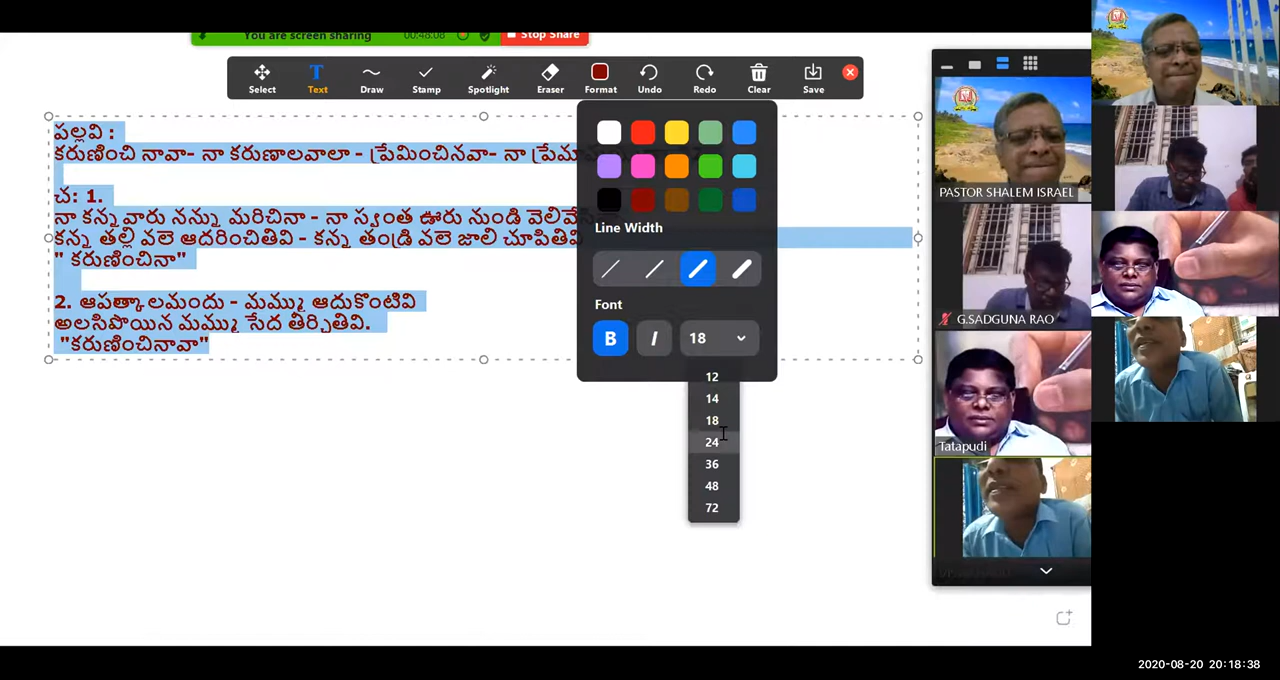 You are screen sharing 00:48:08 Stop Share
Select Text Draw Stamp Spotlight Eraser Format Undo Redo Clear Save
పల్లవి :
కరుణించి నావా- నా కరుణాలవాలా - ప్రేమించినవా- నా
చ: 1.
నా కన్న వారు నన్ను మరిచినా - నా స్వంత ఊరు నుండి
కన్న తల్లి వలె ఆదరించితివి - కన్న తండ్రి వలె జాలి చూపితివి
" కరుణించినా"
2. ఆపత్కాలమందు - మమ్ము ఆదుకొంటివి
అలసిపొయిన మమ్ము సేద తీర్చితివి.
"కరుణించినావా"
Line Width
Font
B I 18
12
14
18
24
36
48
72
PASTOR SHALEM ISRAEL
G.SADGUNA RAO
Tatapudi
2020-08-20 20:18:38